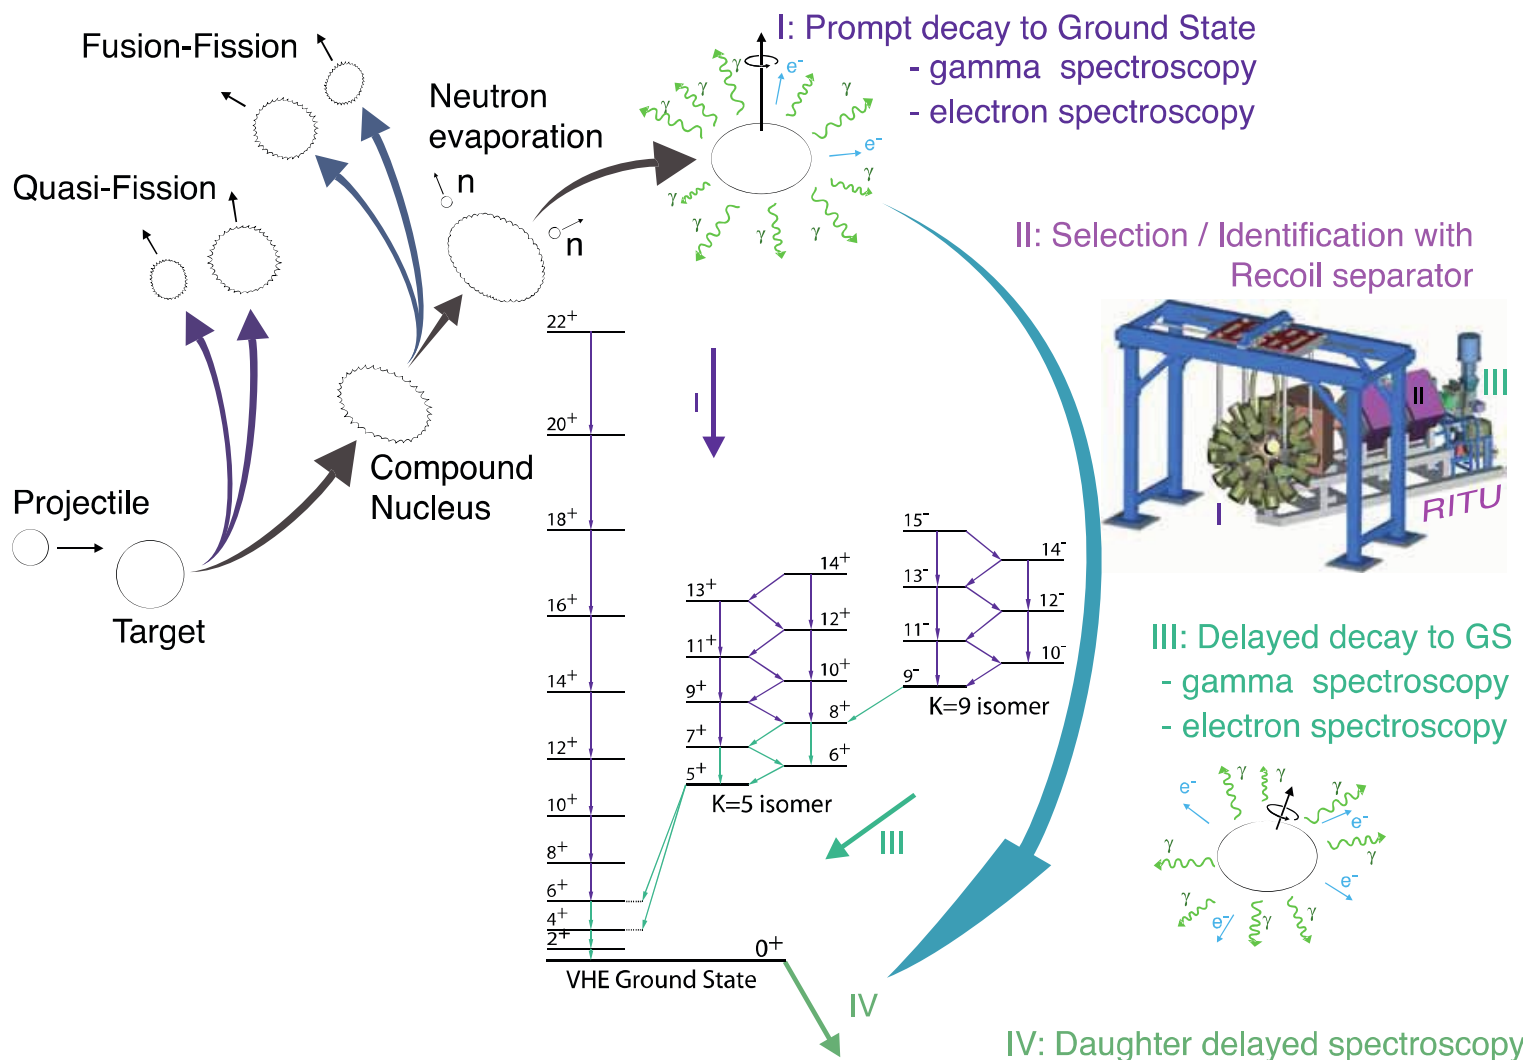 Fusion-Fission
I: Prompt decay to Ground State
- gamma spectroscopy
- electron spectroscopy
Neutron
evaporation
Quasi-Fission
n
n
γ
γ
γ
γ
γ
γ
γ
γ
γ
γ
e-
e-
II: Selection / Identification with
Recoil separator
III
II
I
RITU
Compound
Nucleus
Projectile
Target
I
22+
20+
18+
16+
14+
12+
10+
8+
6+
4+
2+
0+
VHE Ground State
14+
13+
12+
11+
10+
9+
8+
7+
6+
5+
K=5 isomer
15-
14-
13-
12-
11-
10-
9-
K=9 isomer
III
III: Delayed decay to GS
- gamma spectroscopy
- electron spectroscopy
γ
γ
γ
γ
γ
γ
γ
γ
e-
e-
e-
e-
IV
IV: Daughter delayed spectroscopy